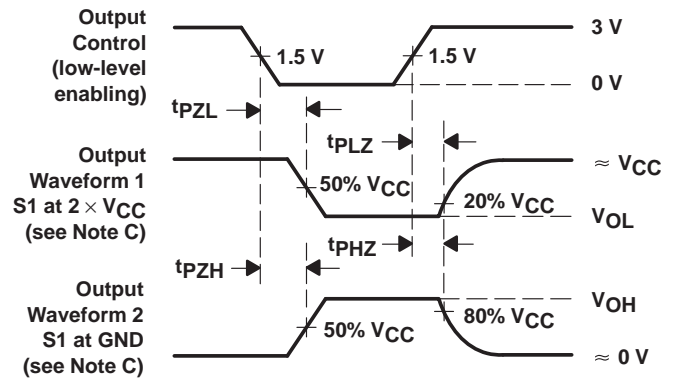 Output
Control
(low-level
enabling)
3 V
1.5 V
1.5 V
0 V
tPZL
tPLZ
Output
Waveform 1
S1 at 2 × VCC
(see Note C)
≈ VCC
50% VCC
20% VCC
VOL
tPZH
tPHZ
Output
Waveform 2
S1 at GND
(see Note C)
VOH
50% VCC
80% VCC
≈ 0 V